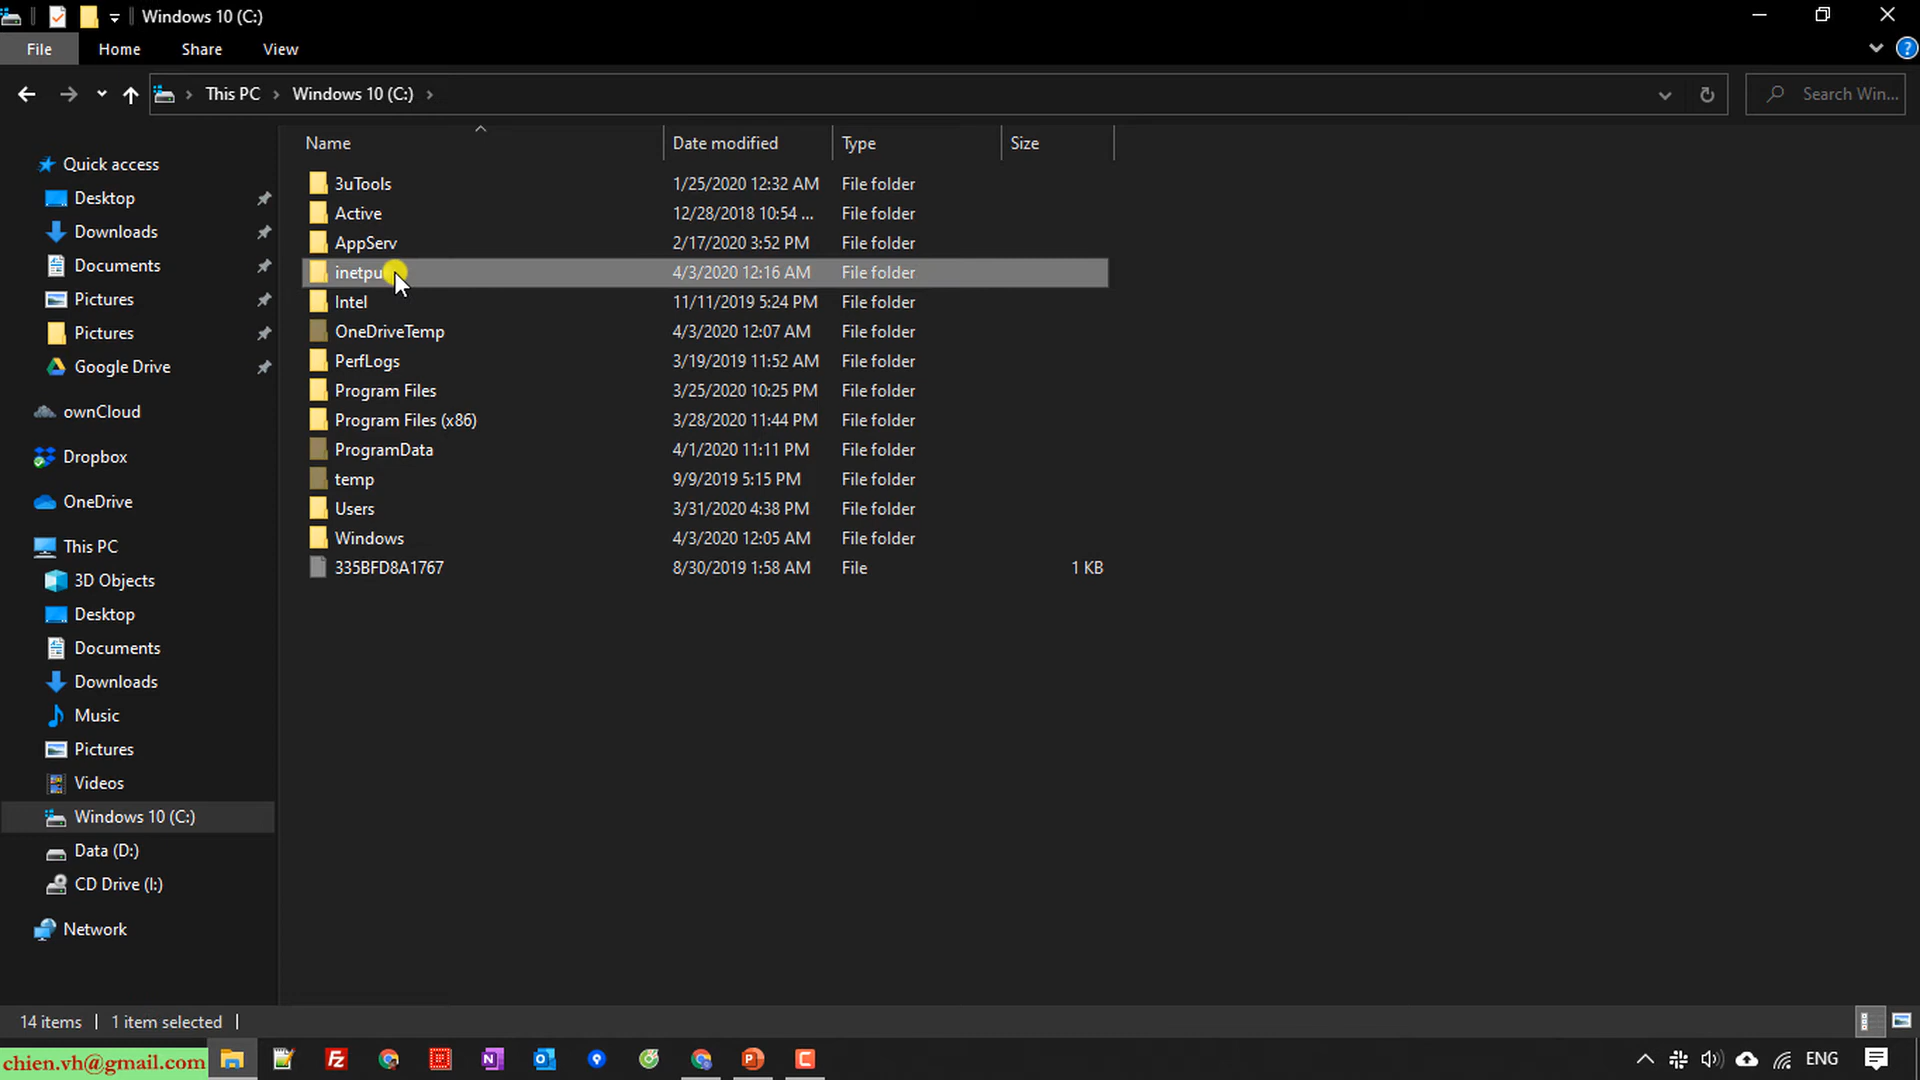 Windows 10 (C:)
File Home Share View
This PC Windows 10 (C:) Search Win...
Name Date modified Type Size
Quick access
Desktop
Downloads
Documents
Pictures
Pictures
Google Drive
ownCloud
Dropbox
OneDrive
This PC
3D Objects
Desktop
Documents
Downloads
Music
Pictures
Videos
Windows 10 (C:)
Data (D:)
CD Drive (I:)
Network
3uTools 1/25/2020 12:32 AM File folder
Active 12/28/2018 10:54 ... File folder
AppServ 2/17/2020 3:52 PM File folder
inetpu 4/3/2020 12:16 AM File folder
Intel 11/11/2019 5:24 PM File folder
OneDriveTemp 4/3/2020 12:07 AM File folder
PerfLogs 3/19/2019 11:52 AM File folder
Program Files 3/25/2020 10:25 PM File folder
Program Files (x86) 3/28/2020 11:44 PM File folder
ProgramData 4/1/2020 11:11 PM File folder
temp 9/9/2019 5:15 PM File folder
Users 3/31/2020 4:38 PM File folder
Windows 4/3/2020 12:05 AM File folder
335BFD8A1767 8/30/2019 1:58 AM File 1 KB
14 items 1 item selected
chien.vh@gmail.com ENG